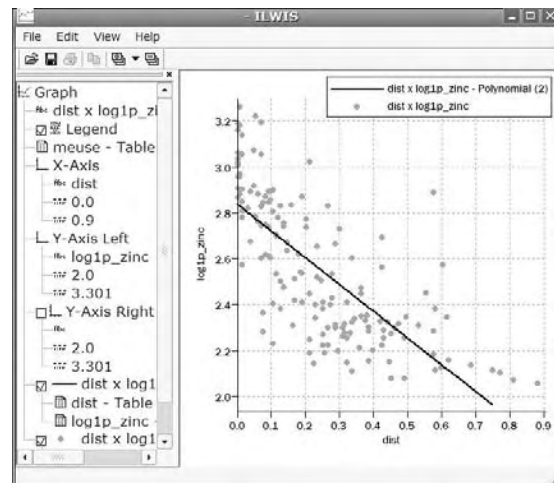 - ILWIS
File Edit View Help
Graph
dist x log1p_zi
Legend
meuse - Table
X-Axis
dist
0.0
0.9
Y-Axis Left
log1p_zinc
2.0
3.301
Y-Axis Right
2.0
3.301
dist x log1
dist - Table
log1p_zinc -
dist x log1
dist x log1p_zinc - Polynomial (2)
dist x log1p_zinc
3.2
3.0
2.8
2.6
2.4
2.2
2.0
log1p_zinc
0.0 0.1 0.2 0.3 0.4 0.5 0.6 0.7 0.8 0.9
dist